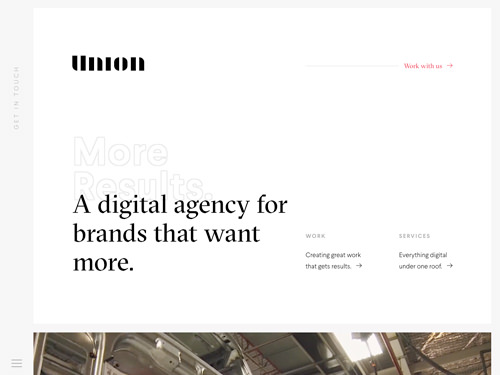 Union
Work with us →
GET IN TOUCH
More
Results.
A digital agency for
brands that want
more.
WORK
Creating great work
that gets results. →
SERVICES
Everything digital
under one roof. →